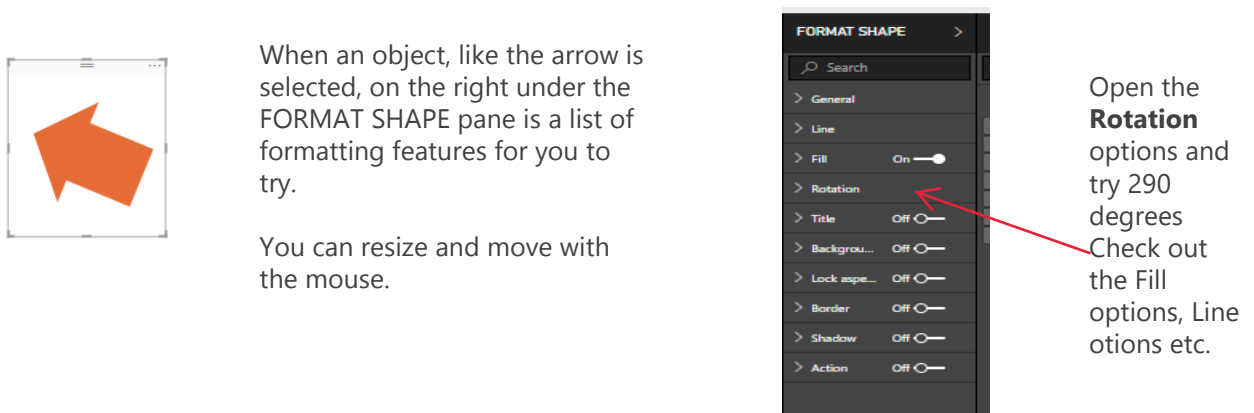 When an object, like the arrow is
selected, on the right under the
FORMAT SHAPE pane is a list of
formatting features for you to
try.
You can resize and move with
the mouse.
FORMAT SHAPE >
Search
> General
> Line
> Fill On
> Rotation
> Title Off
> Backgrou... Off
> Lock aspe... Off
> Border Off
> Shadow Off
> Action Off
Open the
Rotation
options and
try 290
degrees
Check out
the Fill
options, Line
otions etc.